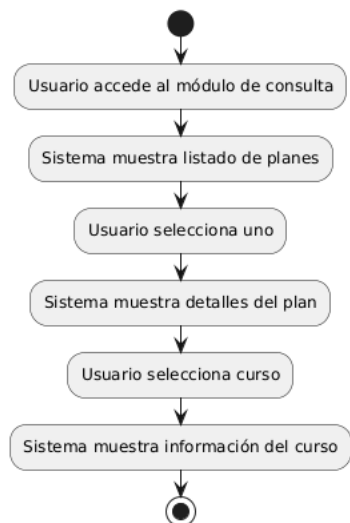 Usuario accede al módulo de consulta
Sistema muestra listado de planes
Usuario selecciona uno
Sistema muestra detalles del plan
Usuario selecciona curso
Sistema muestra información del curso